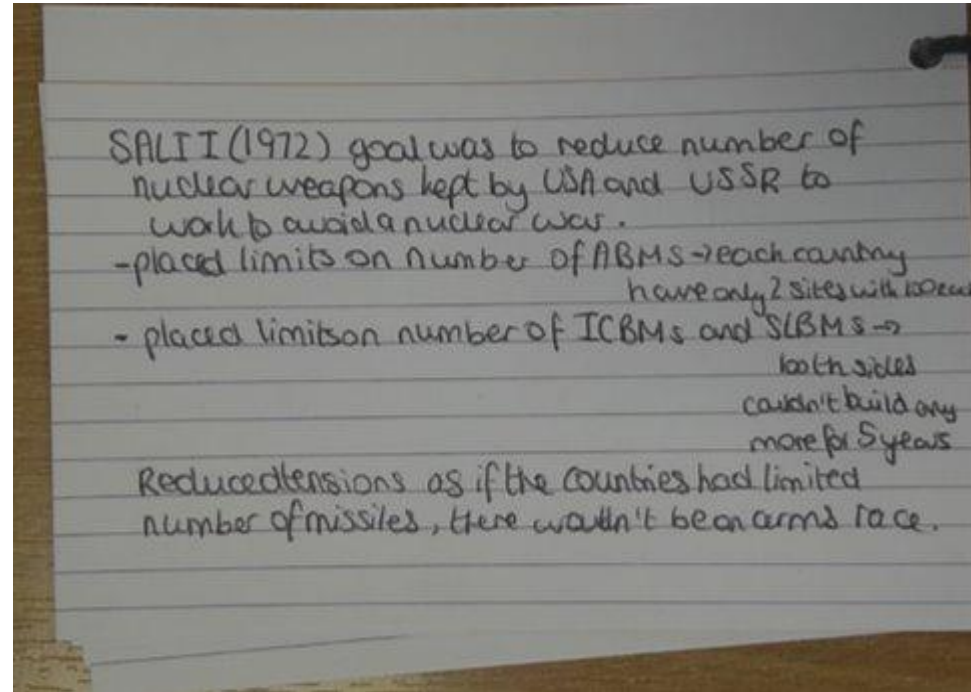 SALT I (1972) goal was to reduce number of
nuclear weapons kept by USA and USSR to
work to avoid a nuclear war.
-placed limits on number of ABMS→each country
have only 2 sites with 100 each
- placed limits on number of ICBMs and SLBMs→
both sides
couldn't build any
more for 5 years
Reduced tensions as if the countries had limited
number of missiles, there wouldn't be an arms race.